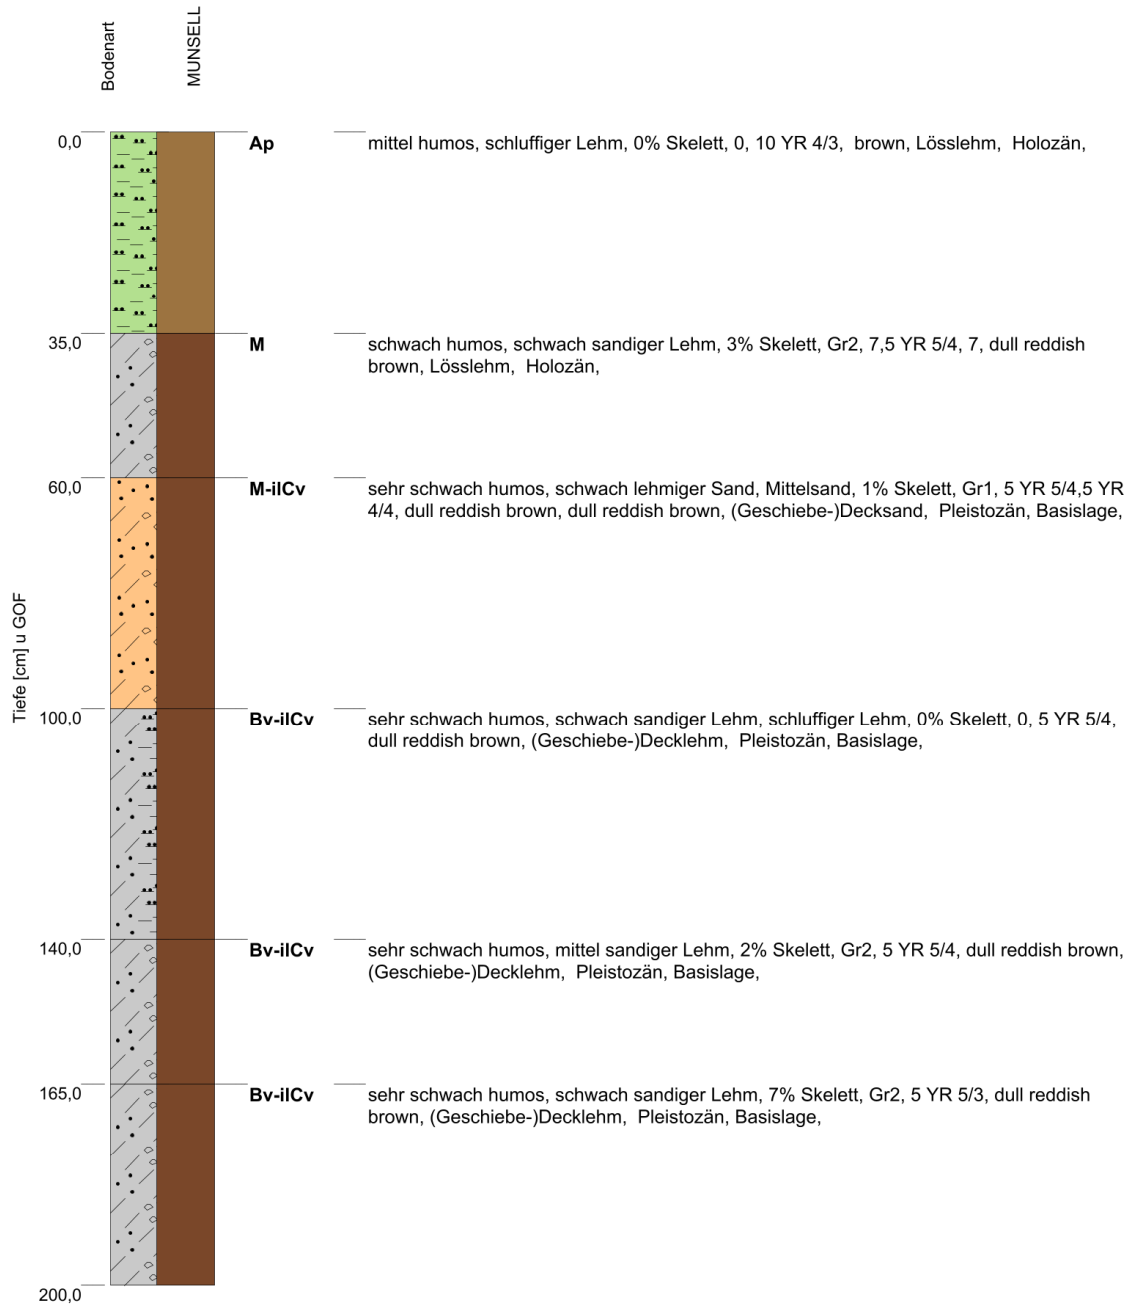 Bodenart
MUNSELL
Tiefe [cm] u GOF
0,0
Ap
mittel humos, schluffiger Lehm, 0% Skelett, 0, 10 YR 4/3,  brown, Lösslehm,  Holozän,
35,0
M
schwach humos, schwach sandiger Lehm, 3% Skelett, Gr2, 7,5 YR 5/4, 7, dull reddish
brown, Lösslehm,  Holozän,
60,0
M-ilCv
sehr schwach humos, schwach lehmiger Sand, Mittelsand, 1% Skelett, Gr1, 5 YR 5/4,5 YR
4/4, dull reddish brown, dull reddish brown, (Geschiebe-)Decksand,  Pleistozän, Basislage,
100,0
Bv-ilCv
sehr schwach humos, schwach sandiger Lehm, schluffiger Lehm, 0% Skelett, 0, 5 YR 5/4,
dull reddish brown, (Geschiebe-)Decklehm,  Pleistozän, Basislage,
140,0
Bv-ilCv
sehr schwach humos, mittel sandiger Lehm, 2% Skelett, Gr2, 5 YR 5/4, dull reddish brown,
(Geschiebe-)Decklehm,  Pleistozän, Basislage,
165,0
Bv-ilCv
sehr schwach humos, schwach sandiger Lehm, 7% Skelett, Gr2, 5 YR 5/3, dull reddish
brown, (Geschiebe-)Decklehm,  Pleistozän, Basislage,
200,0